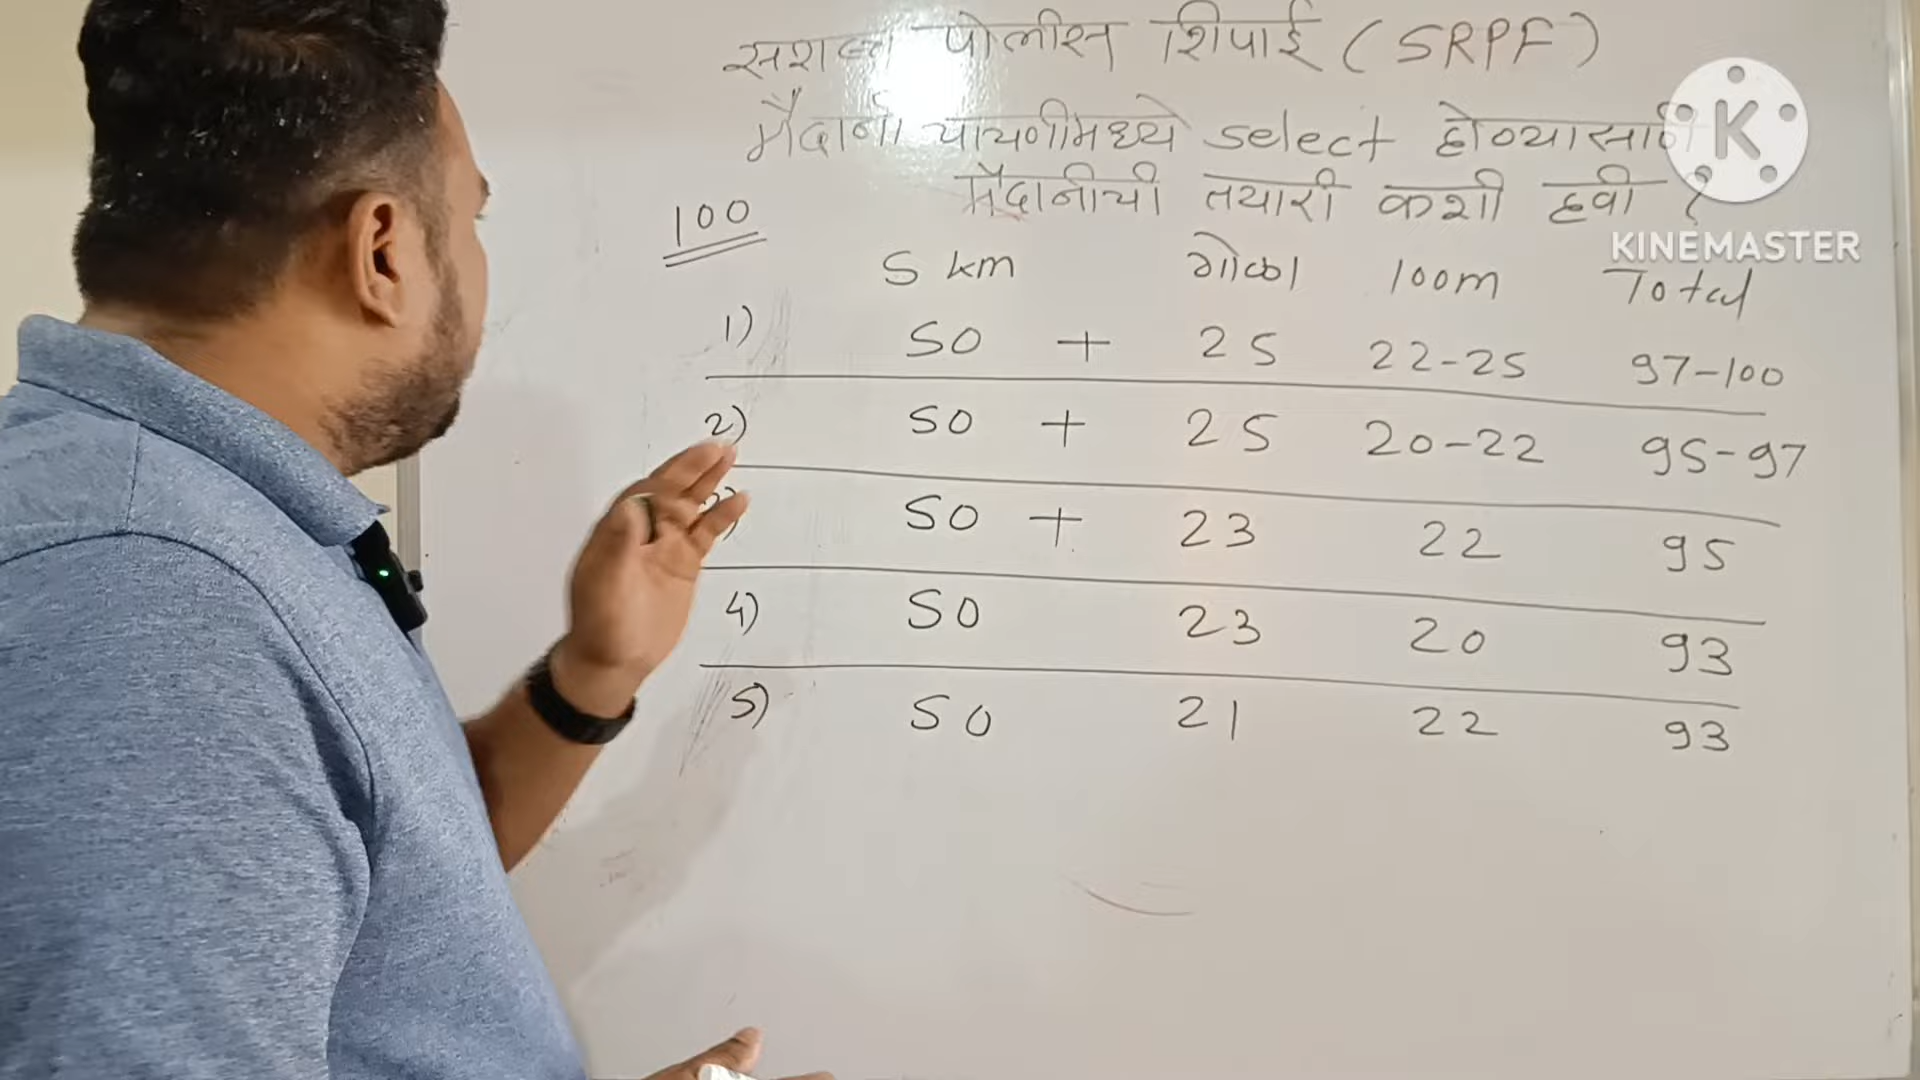 सशस्त्र पोलीस शिपाई (SRPF)
मैदानी चाचणीमध्ये select होण्यासाठी
मैदानीची तयारी कशी हवी ?
100
5 km गोळा 100m Total
1) 50 + 25 22-25 97-100
2) 50 + 25 20-22 95-97
3) 50 + 23 22 95
4) 50 23 20 93
5) 50 21 22 93
K
KINEMASTER